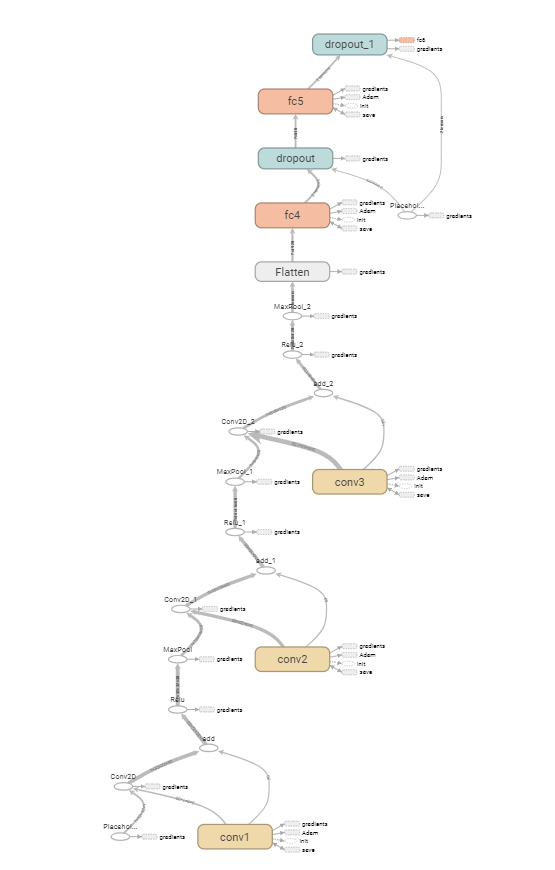 dropout_1
fc6
gradients
fc5
gradients
Adam
init
save
dropout
gradients
fc4
gradients
Adam
init
save
Placehol...
gradients
Flatten
gradients
MaxPool_2
gradients
Relu_2
gradients
add_2
Conv2D_2
gradients
MaxPool_1
gradients
conv3
gradients
Adam
init
save
Relu_1
gradients
add_1
Conv2D_1
gradients
conv2
gradients
Adam
init
save
MaxPool
gradients
Relu
gradients
add
Conv2D
gradients
Placehol...
gradients
conv1
gradients
Adam
init
save